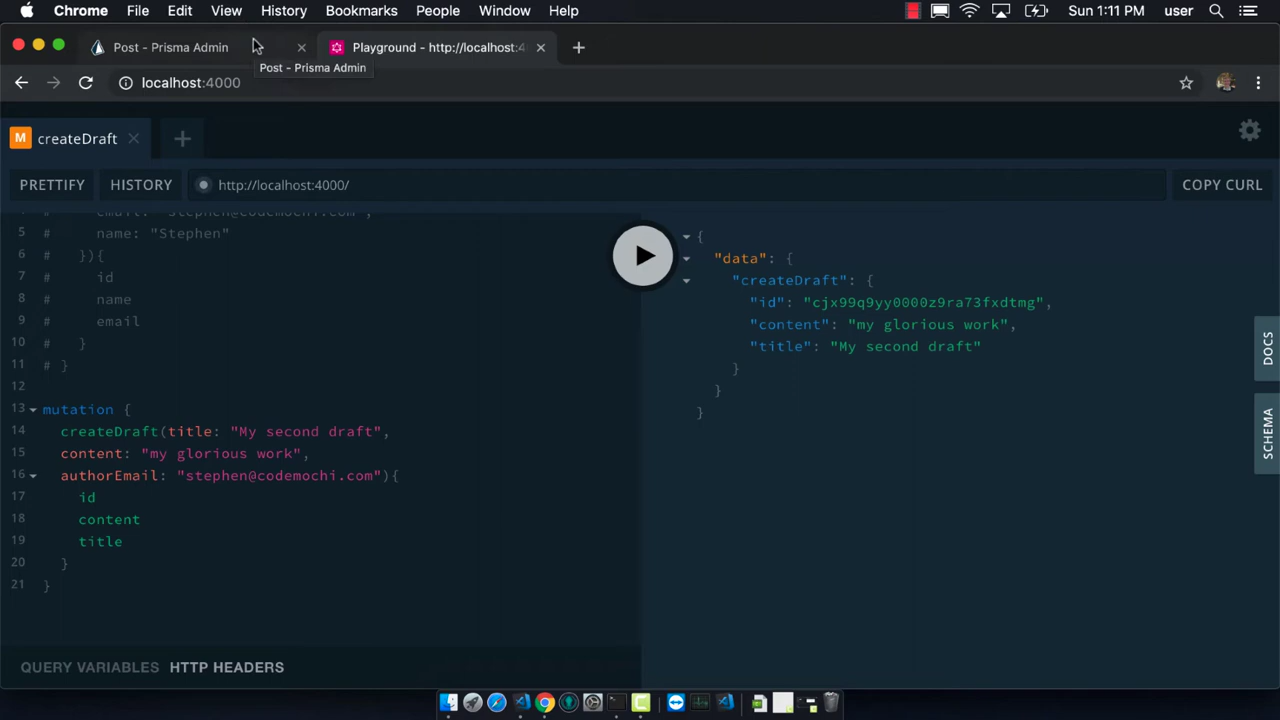 Chrome File Edit View History Bookmarks People Window Help Sun 1:11 PM user
Post - Prisma Admin
Playground - http://localhost:4
Post - Prisma Admin
localhost:4000
M createDraft
PRETTIFY HISTORY http://localhost:4000/ COPY CURL
# email: "stephen@codemochi.com",
5 # name: "Stephen"
6 # }){
7 # id
8 # name
9 # email
10 # }
11 # }
12
13 mutation {
14 createDraft(title: "My second draft",
15 content: "my glorious work",
16 authorEmail: "stephen@codemochi.com"){
17 id
18 content
19 title
20 }
21 }
{
"data": {
"createDraft": {
"id": "cjx99q9yy0000z9ra73fxdtmg",
"content": "my glorious work",
"title": "My second draft"
}
}
}
DOCS
SCHEMA
QUERY VARIABLES HTTP HEADERS